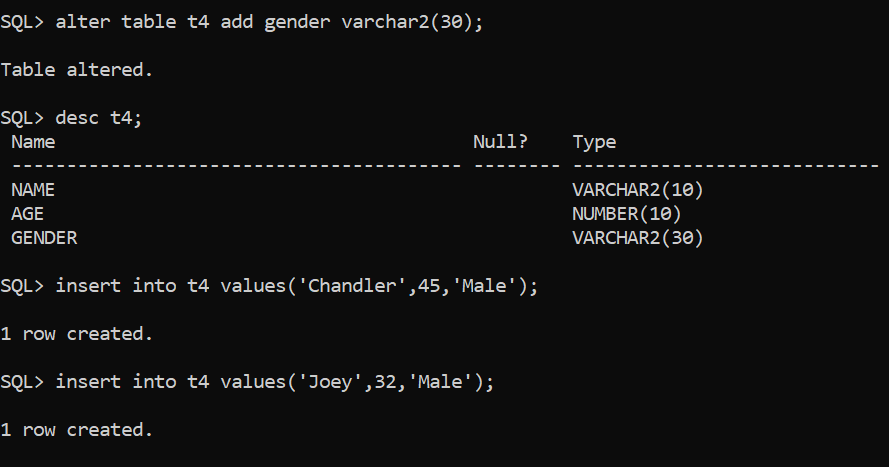 SQL> alter table t4 add gender varchar2(30);
Table altered.
SQL> desc t4;
 Name                                      Null?    Type
 ----------------------------------------- -------- ----------------------------
 NAME                                               VARCHAR2(10)
 AGE                                                NUMBER(10)
 GENDER                                             VARCHAR2(30)
SQL> insert into t4 values('Chandler',45,'Male');
1 row created.
SQL> insert into t4 values('Joey',32,'Male');
1 row created.